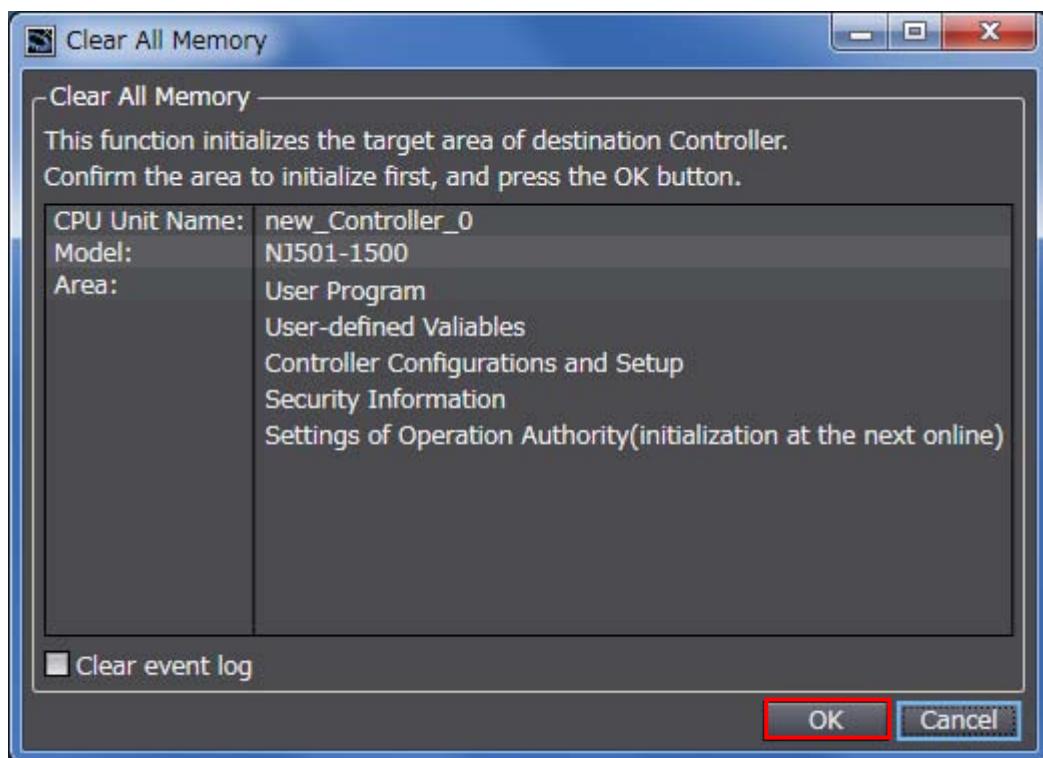 Clear All Memory
Clear All Memory
This function initializes the target area of destination Controller.
Confirm the area to initialize first, and press the OK button.
CPU Unit Name: new_Controller_0
Model: NJ501-1500
Area: User Program
User-defined Valiables
Controller Configurations and Setup
Security Information
Settings of Operation Authority(initialization at the next online)
Clear event log
OK Cancel